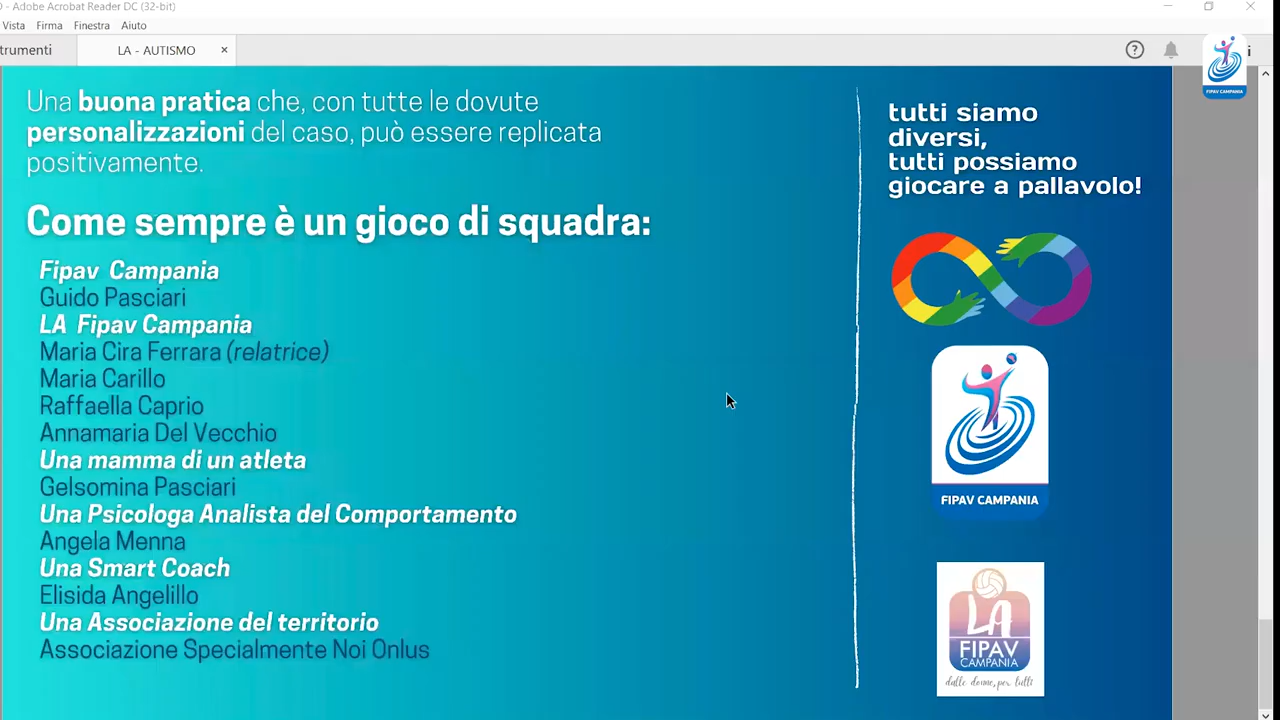 - Adobe Acrobat Reader DC (32-bit)
Vista Firma Finestra Aiuto
trumenti LA - AUTISMO ×
FIPAV CAMPANIA
Una buona pratica che, con tutte le dovute
personalizzazioni del caso, può essere replicata
positivamente.
Come sempre è un gioco di squadra:
Fipav Campania
Guido Pasciari
LA Fipav Campania
Maria Cira Ferrara (relatrice)
Maria Carillo
Raffaella Caprio
Annamaria Del Vecchio
Una mamma di un atleta
Gelsomina Pasciari
Una Psicologa Analista del Comportamento
Angela Menna
Una Smart Coach
Elisida Angelillo
Una Associazione del territorio
Associazione Specialmente Noi Onlus
tutti siamo
diversi,
tutti possiamo
giocare a pallavolo!
FIPAV CAMPANIA
LA
FIPAV
CAMPANIA
dalle donne, per tutti